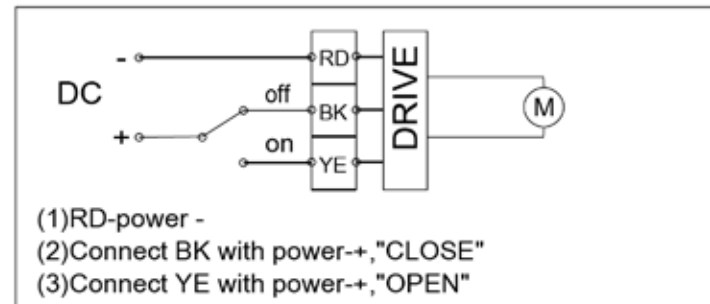 - RD
DC
off BK
+
on YE
DRIVE
M
(1)RD-power -
(2)Connect BK with power-+,"CLOSE"
(3)Connect YE with power-+,"OPEN"